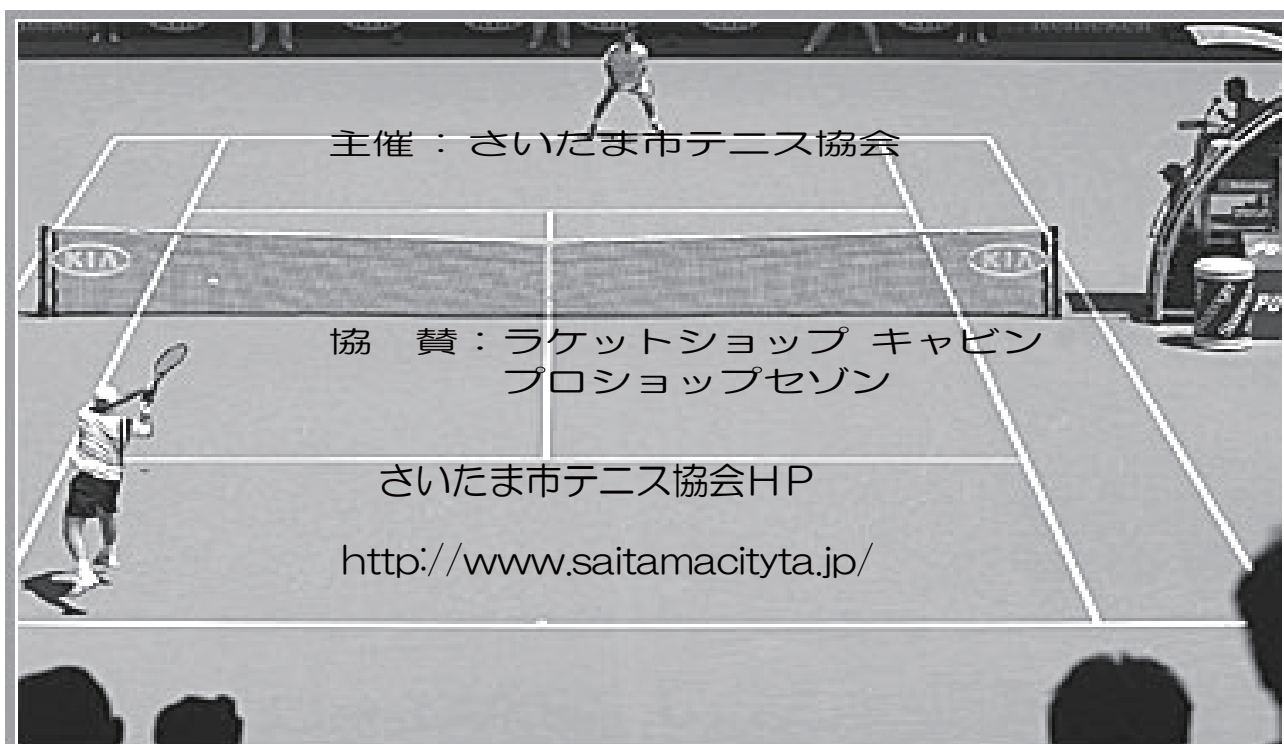 主催：さいたま市テニス協会
KIA KIA
協　賛：ラケットショップ キャビン
プロショップセゾン
さいたま市テニス協会ＨＰ
http://www.saitamacityta.jp/